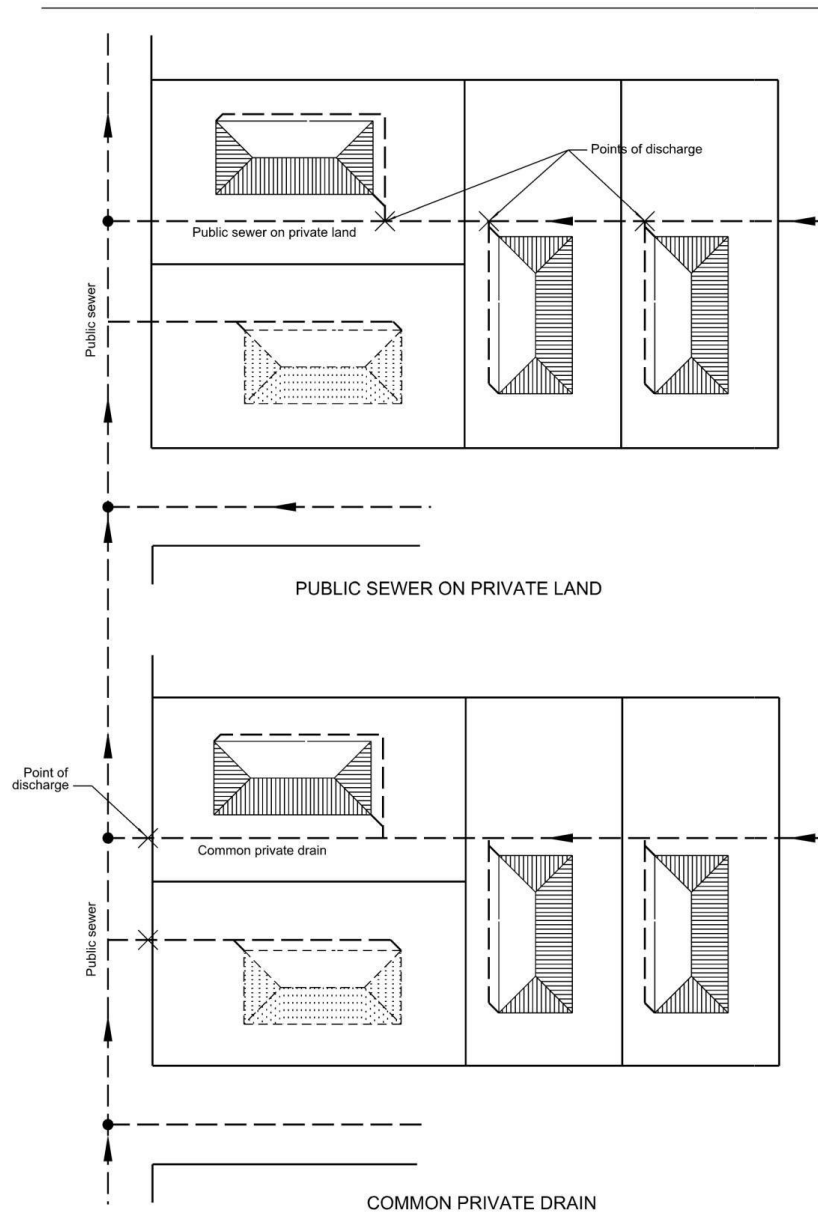 Points of discharge
Public sewer on private land
Public sewer
PUBLIC SEWER ON PRIVATE LAND
Point of
discharge
Common private drain
Public sewer
COMMON PRIVATE DRAIN